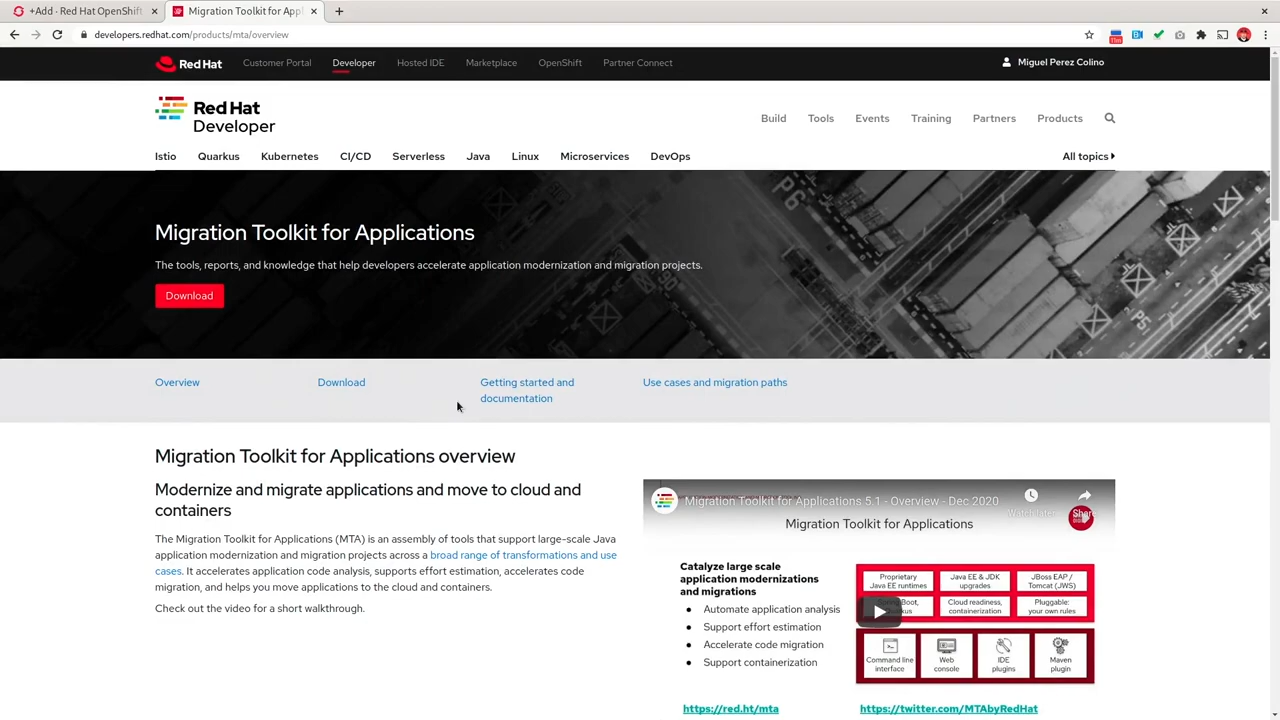 +Add · Red Hat OpenShift
Migration Toolkit for Appl
developers.redhat.com/products/mta/overview
Red Hat
Customer Portal
Developer
Hosted IDE
Marketplace
OpenShift
Partner Connect
Miguel Perez Colino
Red Hat
Developer
Build
Tools
Events
Training
Partners
Products
Istio
Quarkus
Kubernetes
CI/CD
Serverless
Java
Linux
Microservices
DevOps
All topics
P6
P5
Migration Toolkit for Applications
The tools, reports, and knowledge that help developers accelerate application modernization and migration projects.
Download
Overview
Download
Getting started and
documentation
Use cases and migration paths
Migration Toolkit for Applications overview
Modernize and migrate applications and move to cloud and
containers
The Migration Toolkit for Applications (MTA) is an assembly of tools that support large-scale Java
application modernization and migration projects across a broad range of transformations and use
cases. It accelerates application code analysis, supports effort estimation, accelerates code
migration, and helps you move applications to the cloud and containers.
Check out the video for a short walkthrough.
Migration Toolkit for Applications 5.1 - Overview - Dec 2020
Watch later
Share
Migration Toolkit for Applications
Catalyze large scale
application modernizations
and migrations
● Automate application analysis
● Support effort estimation
● Accelerate code migration
● Support containerization
Proprietary
Java EE runtimes
Java EE & JDK
upgrades
JBoss EAP /
Tomcat (JWS)
Boot,
Cloud readiness,
containerization
Pluggable:
your own rules
Command line
interface
Web
console
IDE
plugins
Maven
plugin
https://red.ht/mta
https://twitter.com/MTAbyRedHat